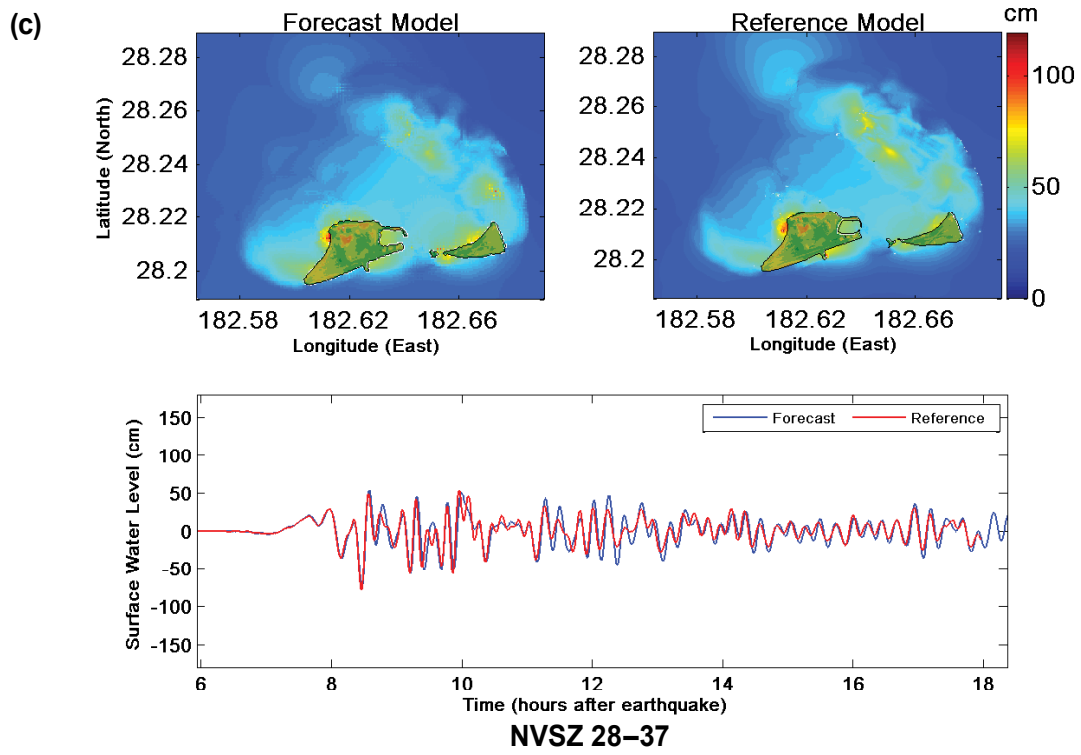 (c)
Forecast Model
Reference Model
cm
Latitude (North)
28.28
28.26
28.24
28.22
28.2
182.58
182.62
182.66
Longitude (East)
28.28
28.26
28.24
28.22
28.2
182.58
182.62
182.66
Longitude (East)
100
50
0
Surface Water Level (cm)
150
100
50
0
-50
-100
-150
Forecast
Reference
6
8
10
12
14
16
18
Time (hours after earthquake)
NVSZ 28–37